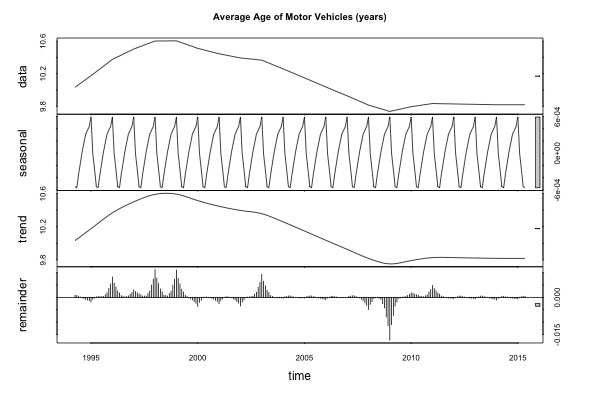 Average Age of Motor Vehicles (years)
data
9.8 10.2 10.6
seasonal
-6e-04 0e+00 6e-04
trend
9.8 10.2 10.6
remainder
-0.015 0.000
1995 2000 2005 2010 2015
time